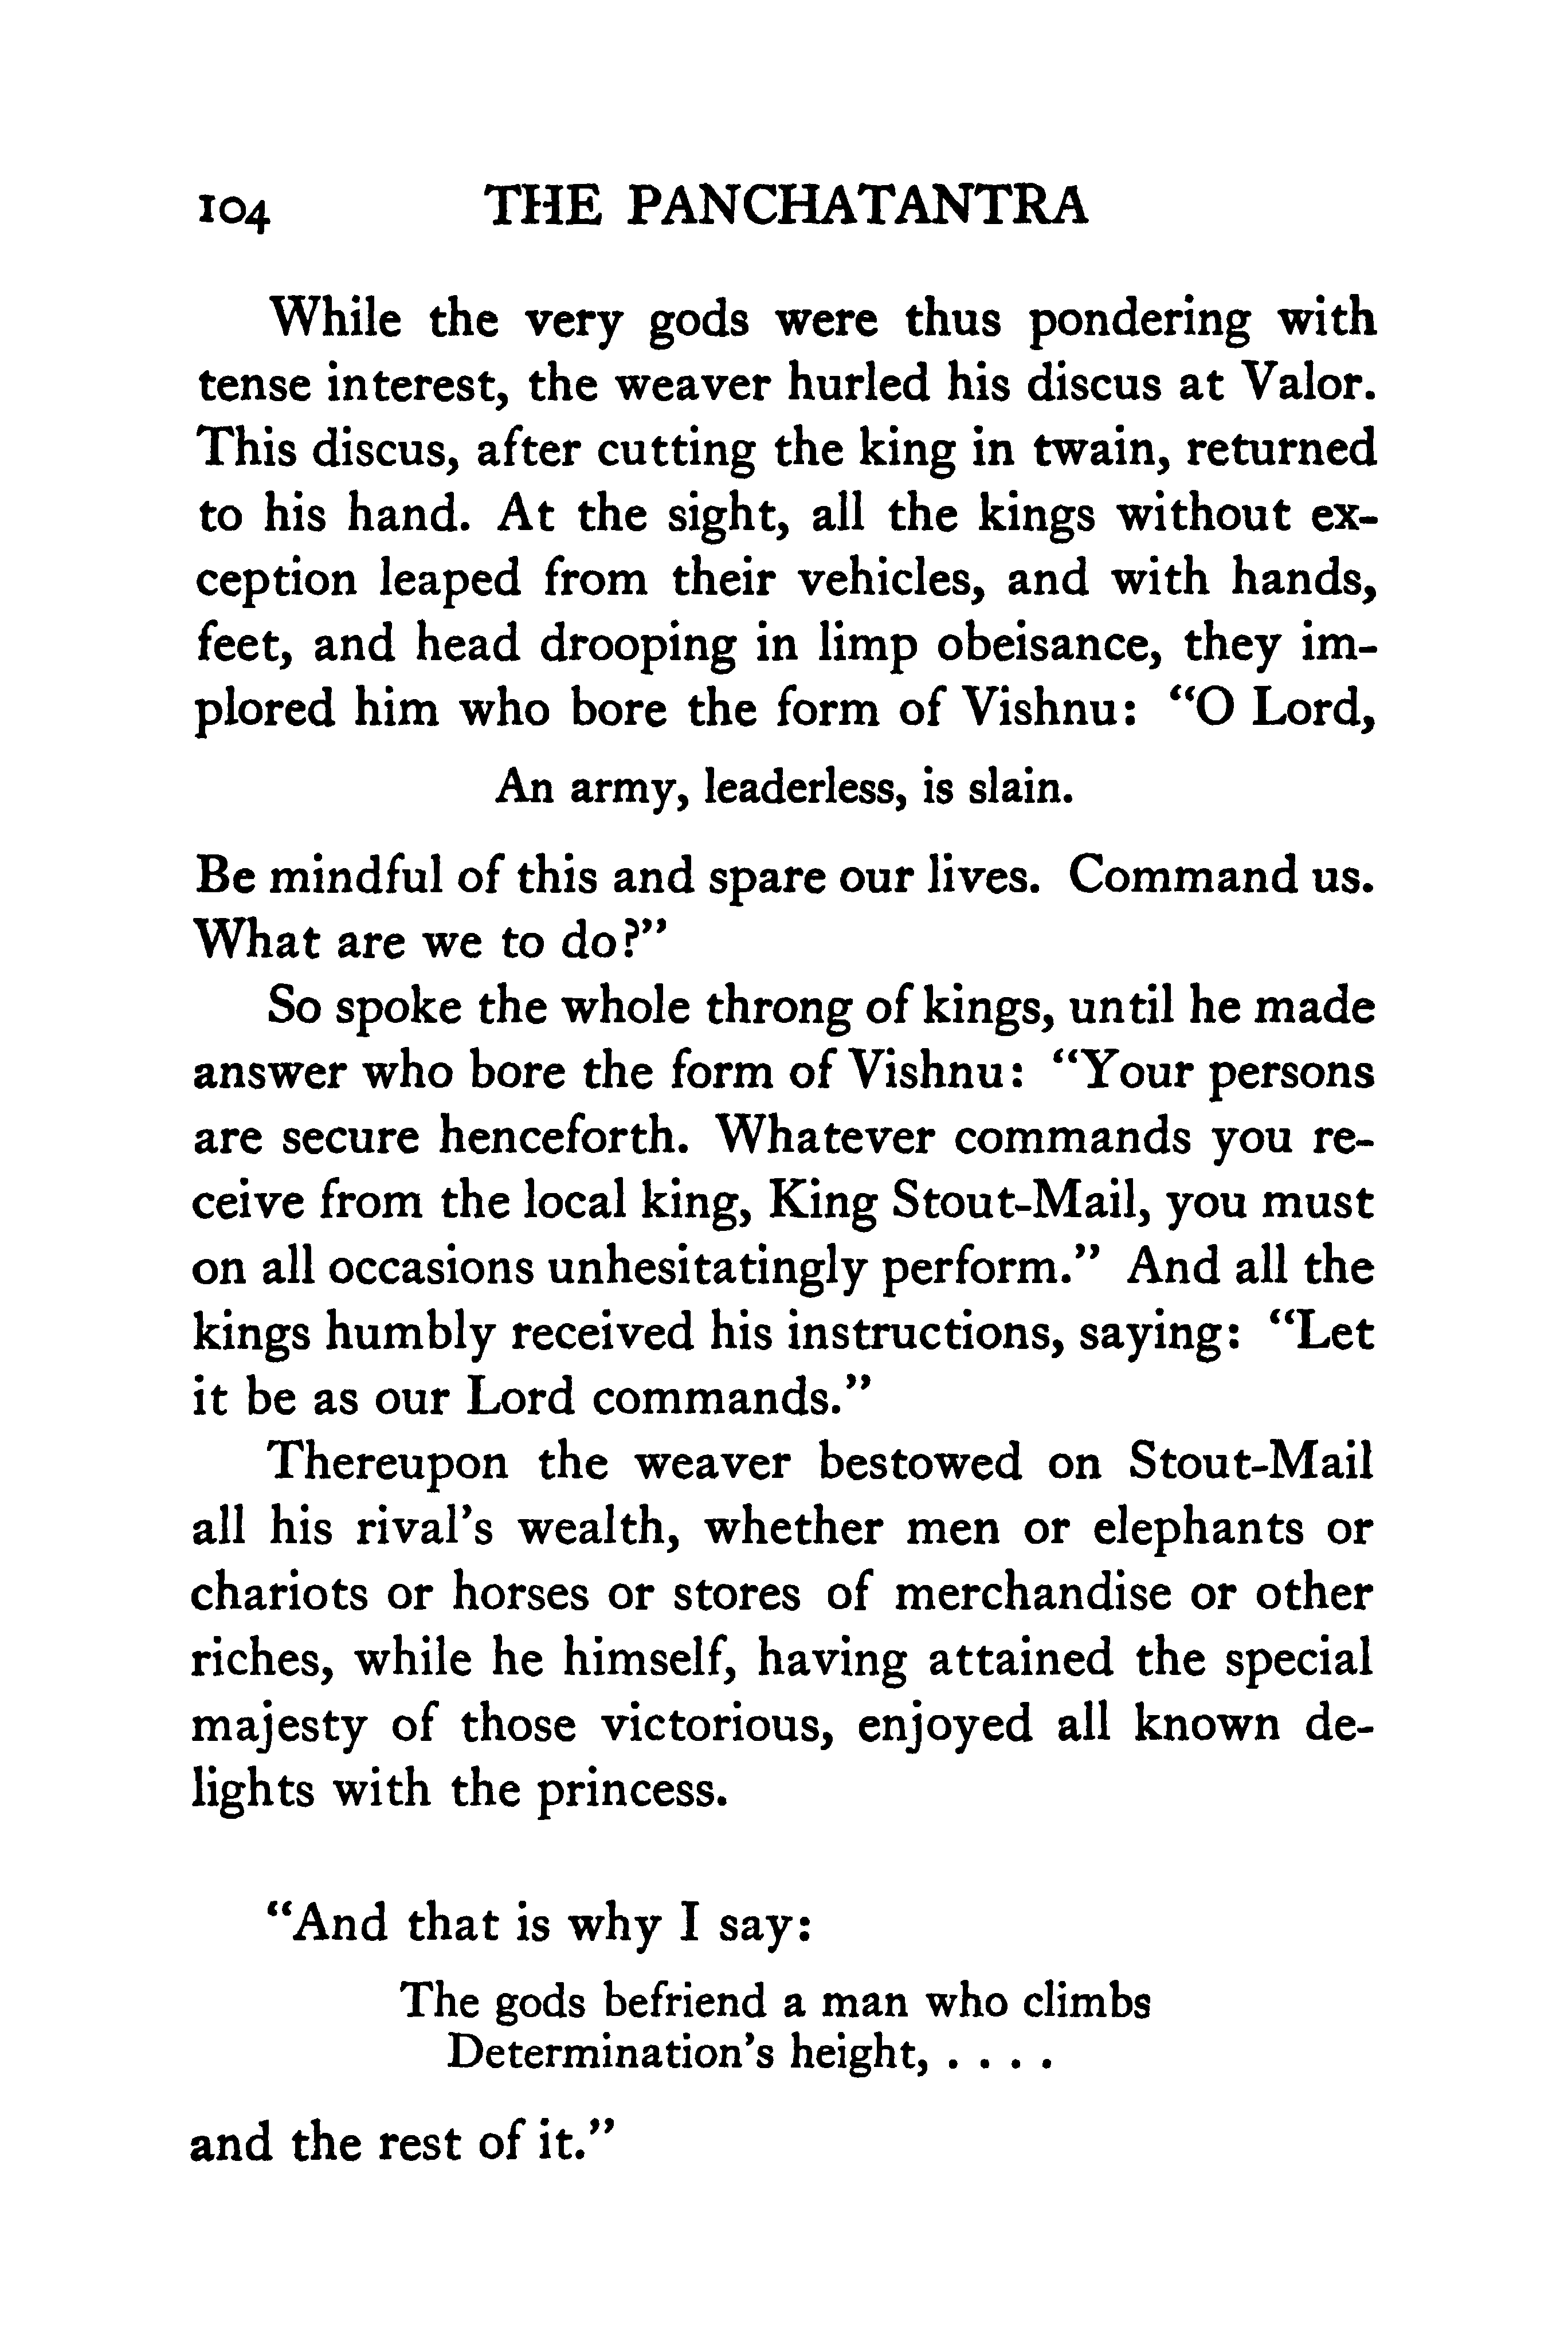 104 THE PANCHATANTRA
While the very gods were thus pondering with
tense interest, the weaver hurled his discus at Valor.
This discus, after cutting the king in twain, returned
to his hand. At the sight, all the kings without ex-
ception leaped from their vehicles, and with hands,
feet, and head drooping in limp obeisance, they im-
plored him who bore the form of Vishnu: “O Lord,
An army, leaderless, is slain.
Be mindful of this and spare our lives. Command us.
What are we to do?”
So spoke the whole throng of kings, until he made
answer who bore the form of Vishnu: “Your persons
are secure henceforth. Whatever commands you re-
ceive from the local king, King Stout-Mail, you must
on all occasions unhesitatingly perform.” And all the
kings humbly received his instructions, saying: “Let
it be as our Lord commands.”
Thereupon the weaver bestowed on Stout-Mail
all his rival’s wealth, whether men or elephants or
chariots or horses or stores of merchandise or other
riches, while he himself, having attained the special
majesty of those victorious, enjoyed all known de-
lights with the princess.
“And that is why I say:
The gods befriend a man who climbs
Determination’s height, . . . .
and the rest of it.”